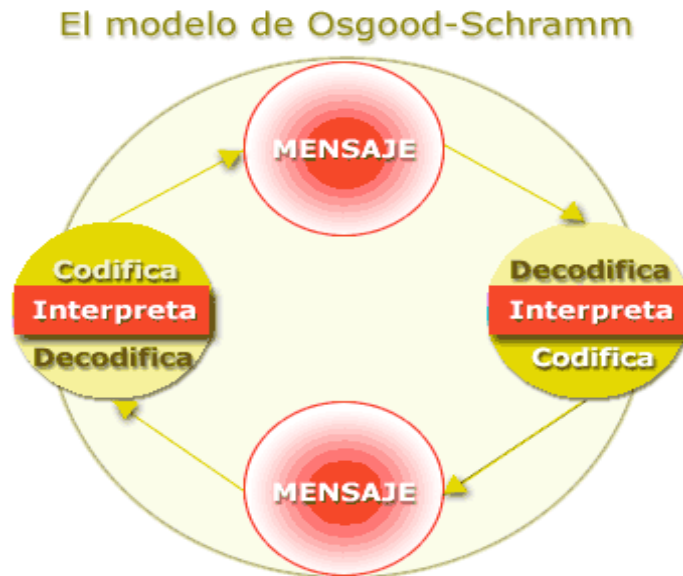 El modelo de Osgood-Schramm
MENSAJE
Codifica
Interpreta
Decodifica
Decodifica
Interpreta
Codifica
MENSAJE